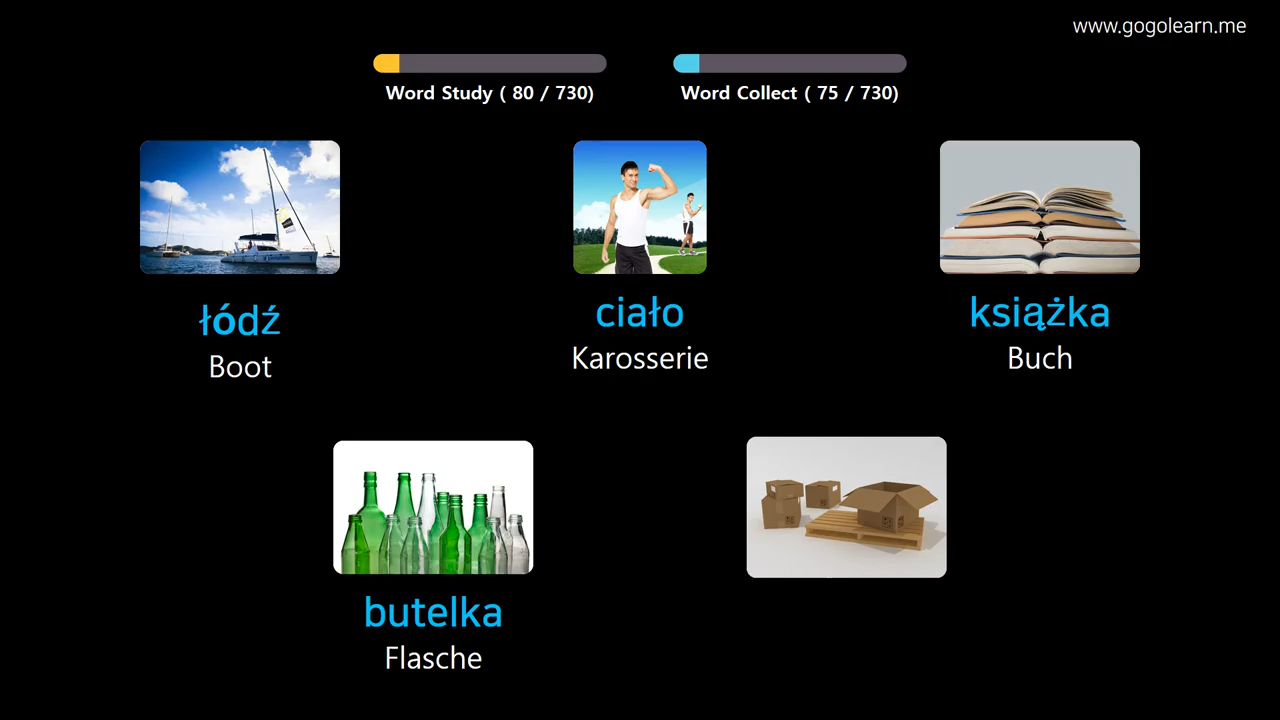 www.gogolearn.me
Word Study ( 80 / 730)
Word Collect ( 75 / 730)
łódź
Boot
ciało
Karosserie
książka
Buch
butelka
Flasche